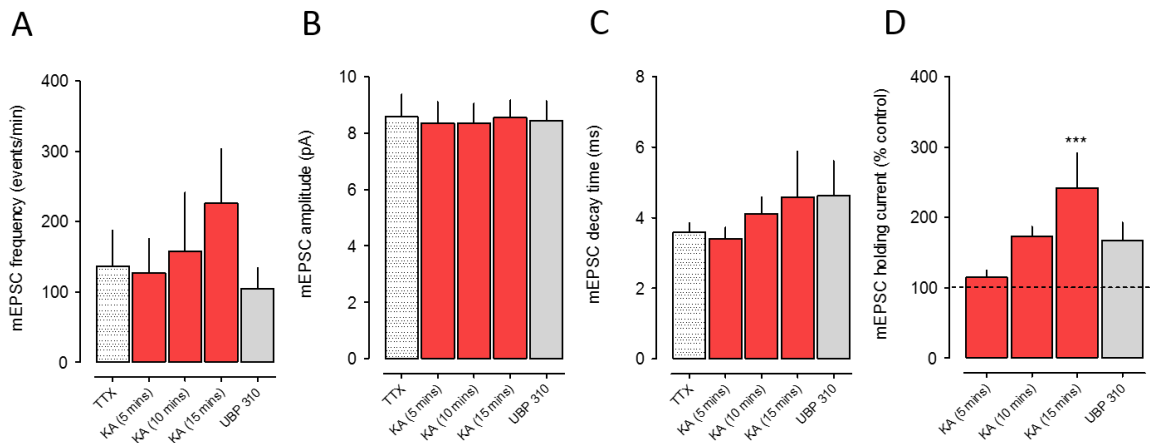 A
mEPSC frequency (events/min)
400
300
200
100
0
TTX
KA (5 mins)
KA (10 mins)
KA (15 mins)
UBP 310
B
mEPSC amplitude (pA)
10
8
6
4
2
0
TTX
KA (5 mins)
KA (10 mins)
KA (15 mins)
UBP 310
C
mEPSC decay time (ms)
8
6
4
2
0
TTX
KA (5 mins)
KA (10 mins)
KA (15 mins)
UBP 310
D
mEPSC holding current (% control)
400
300
200
100
0
***
KA (5 mins)
KA (10 mins)
KA (15 mins)
UBP 310